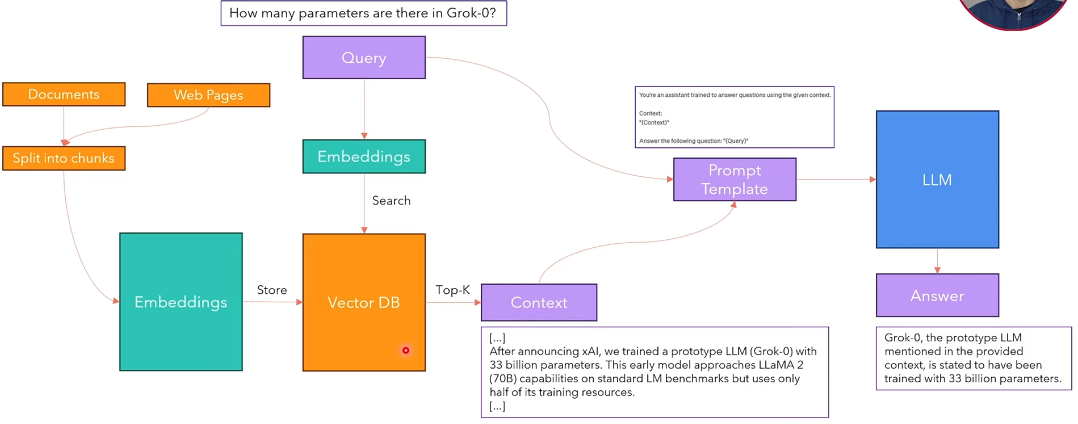 How many parameters are there in Grok-0?
Query
Documents
Web Pages
You're an assistant trained to answer questions using the given context.
Context:
"{Context}"
Answer the following question: "{Query}"
Split into chunks
Embeddings
Prompt
Template
LLM
Search
Embeddings
Store
Vector DB
Top-K
Context
Answer
[...]
After announcing xAI, we trained a prototype LLM (Grok-0) with
33 billion parameters. This early model approaches LLaMA 2
(70B) capabilities on standard LM benchmarks but uses only
half of its training resources.
[...]
Grok-0, the prototype LLM
mentioned in the provided
context, is stated to have been
trained with 33 billion parameters.